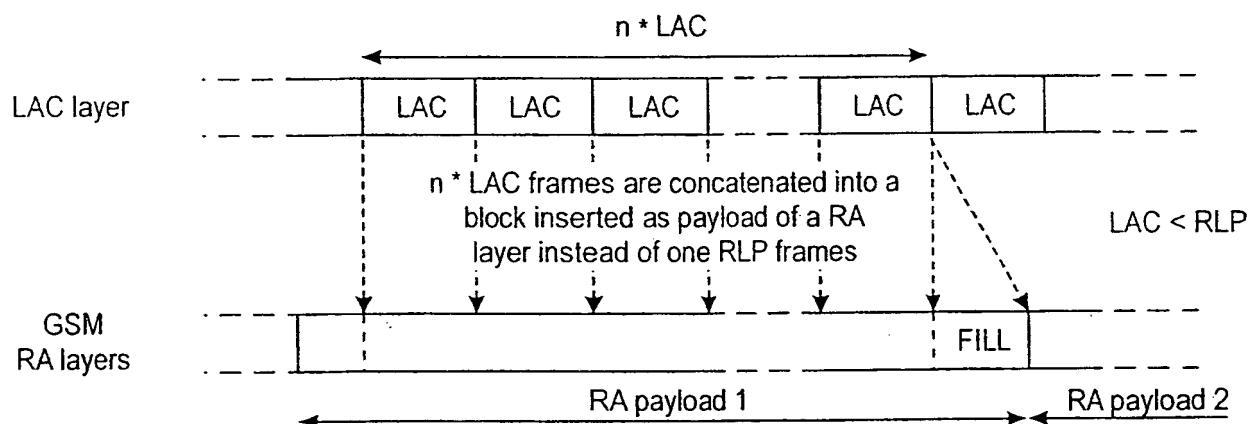 n * LAC
LAC layer
LAC LAC LAC LAC LAC
n * LAC frames are concatenated into a
block inserted as payload of a RA
layer instead of one RLP frames
LAC < RLP
GSM
RA layers
FILL
RA payload 1
RA payload 2